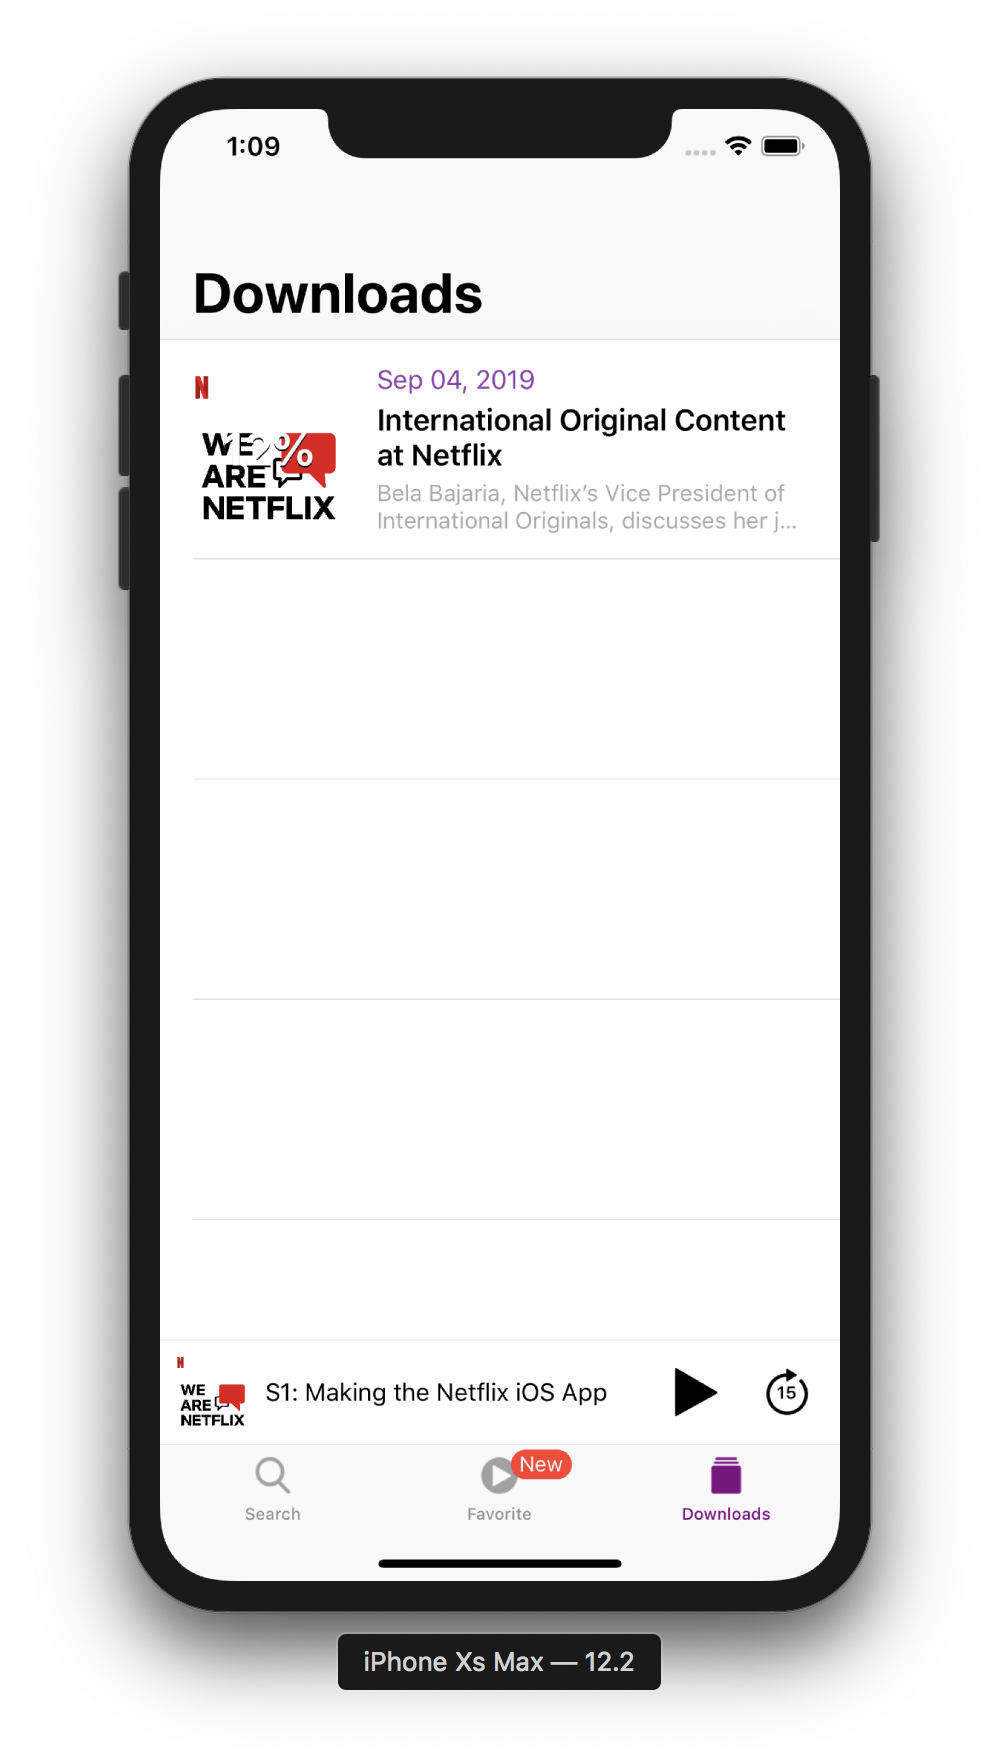 1:09
Downloads
N
Sep 04, 2019
International Original Content
at Netflix
Bela Bajaria, Netflix's Vice President of
International Originals, discusses her j...
WE
12%
ARE
NETFLIX
N
WE
ARE
NETFLIX
S1: Making the Netflix iOS App
15
New
Search
Favorite
Downloads
iPhone Xs Max — 12.2